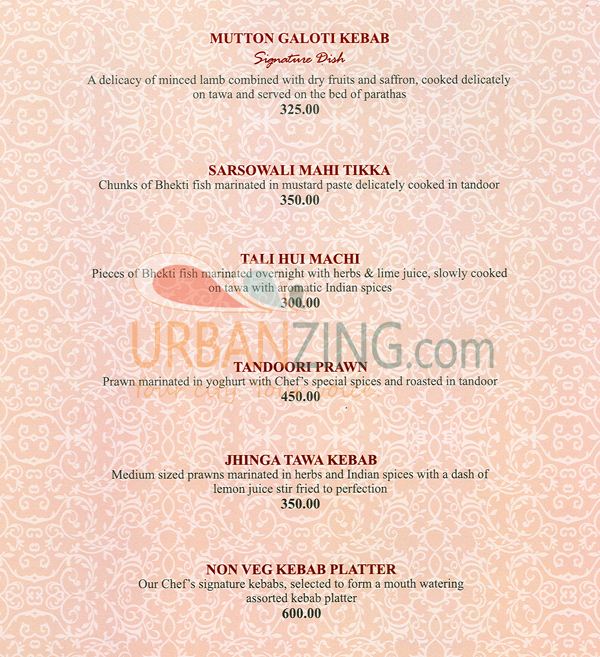 MUTTON GALOTI KEBAB
Signature Dish
A delicacy of minced lamb combined with dry fruits and saffron, cooked delicately
on tawa and served on the bed of parathas
325.00
SARSOWALI MAHI TIKKA
Chunks of Bhekti fish marinated in mustard paste delicately cooked in tandoor
350.00
TALI HUI MACHI
Pieces of Bhekti fish marinated overnight with herbs & lime juice, slowly cooked
on tawa with aromatic Indian spices
300.00
URBANZING.com
TANDOORI PRAWN
Prawn marinated in yoghurt with Chef's special spices and roasted in tandoor
450.00
JHINGA TAWA KEBAB
Medium sized prawns marinated in herbs and Indian spices with a dash of
lemon juice stir fried to perfection
350.00
NON VEG KEBAB PLATTER
Our Chef's signature kebabs, selected to form a mouth watering
assorted kebab platter
600.00